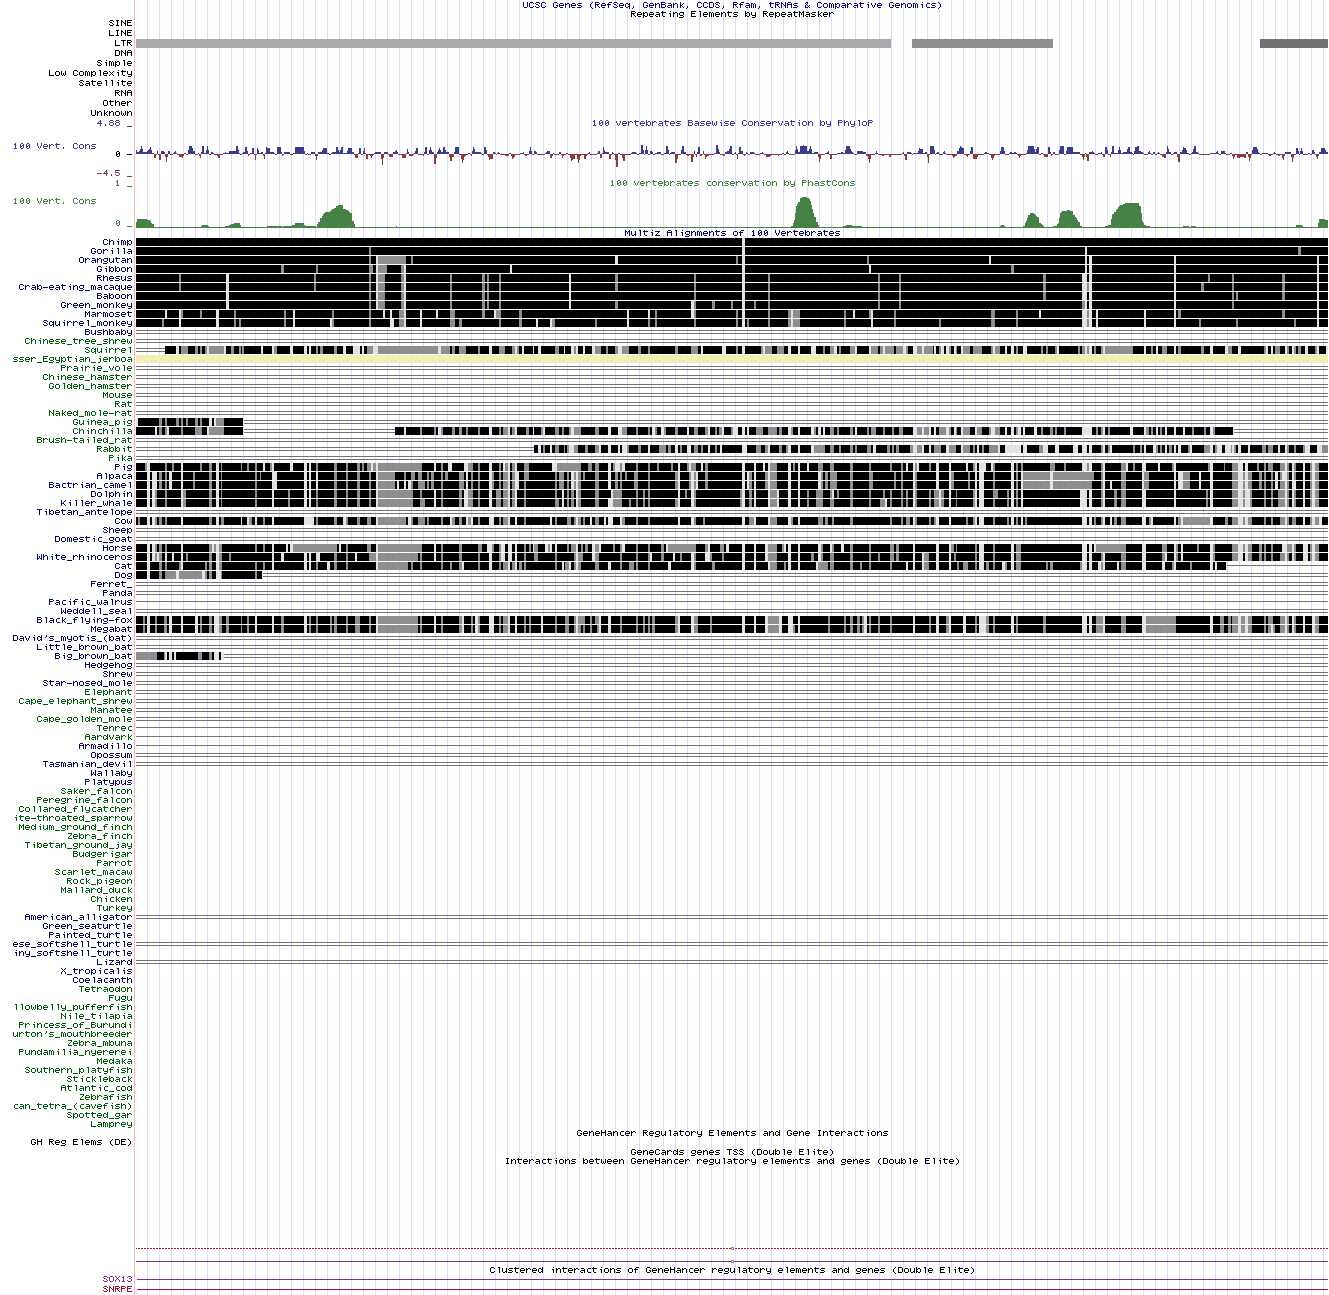 UCSC Genes (RefSeq, GenBank, CCDS, Rfam, tRNAs & Comparative Genomics)
Repeating Elements by RepeatMasker
SINE
LINE
LTR
DNA
Simple
Low Complexity
Satellite
RNA
Other
Unknown
4.88 _
100 vertebrates Basewise Conservation by PhyloP
100 Vert. Cons
0 _
-4.5 _
1 _
100 vertebrates conservation by PhastCons
100 Vert. Cons
0 _
Multiz Alignments of 100 Vertebrates
Chimp
Gorilla
Orangutan
Gibbon
Rhesus
Crab-eating_macaque
Baboon
Green_monkey
Marmoset
Squirrel_monkey
Bushbaby
Chinese_tree_shrew
Squirrel
sser_Egyptian_jerboa
Prairie_vole
Chinese_hamster
Golden_hamster
Mouse
Rat
Naked_mole-rat
Guinea_pig
Chinchilla
Brush-tailed_rat
Rabbit
Pika
Pig
Alpaca
Bactrian_camel
Dolphin
Killer_whale
Tibetan_antelope
Cow
Sheep
Domestic_goat
Horse
White_rhinoceros
Cat
Dog
Ferret_
Panda
Pacific_walrus
Weddell_seal
Black_flying-fox
Megabat
David's_myotis_(bat)
Little_brown_bat
Big_brown_bat
Hedgehog
Shrew
Star-nosed_mole
Elephant
Cape_elephant_shrew
Manatee
Cape_golden_mole
Tenrec
Aardvark
Armadillo
Opossum
Tasmanian_devil
Wallaby
Platypus
Saker_falcon
Peregrine_falcon
Collared_flycatcher
ite-throated_sparrow
Medium_ground_finch
Zebra_finch
Tibetan_ground_jay
Budgerigar
Parrot
Scarlet_macaw
Rock_pigeon
Mallard_duck
Chicken
Turkey
American_alligator
Green_seaturtle
Painted_turtle
ese_softshell_turtle
iny_softshell_turtle
Lizard
X_tropicalis
Coelacanth
Tetraodon
Fugu
llowbelly_pufferfish
Nile_tilapia
Princess_of_Burundi
urton's_mouthbreeder
Zebra_mbuna
Pundamilia_nyererei
Medaka
Southern_platyfish
Stickleback
Atlantic_cod
Zebrafish
can_tetra_(cavefish)
Spotted_gar
Lamprey
GeneHancer Regulatory Elements and Gene Interactions
GH Reg Elems (DE)
GeneCards genes TSS (Double Elite)
Interactions between GeneHancer regulatory elements and genes (Double Elite)
Clustered interactions of GeneHancer regulatory elements and genes (Double Elite)
SOX13
SNRPE